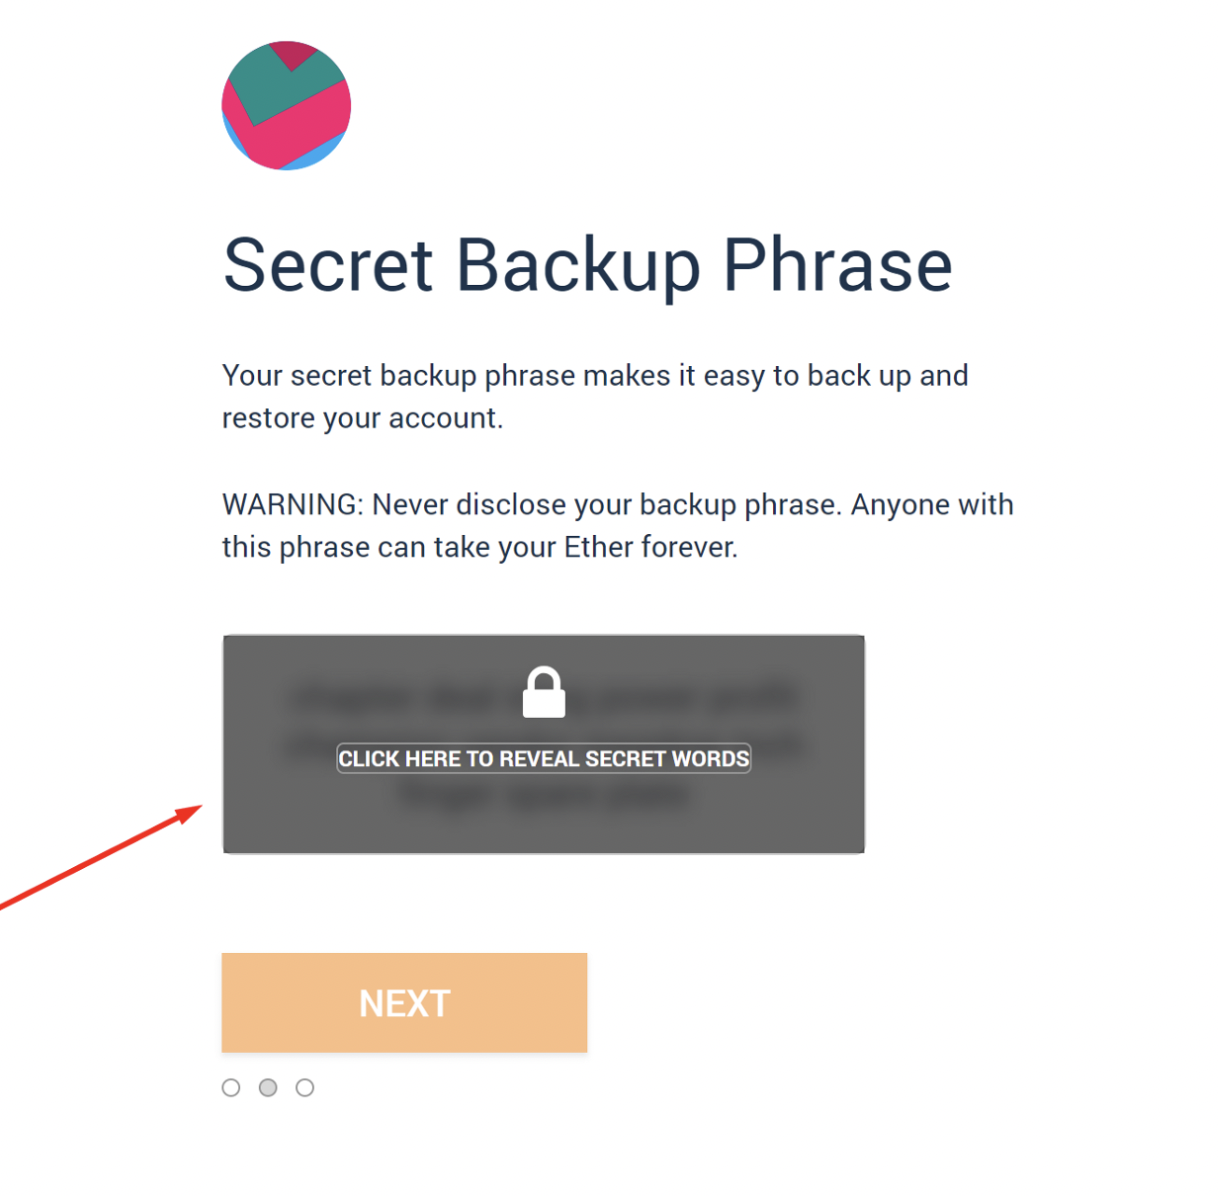 Secret Backup Phrase
Your secret backup phrase makes it easy to back up and
restore your account.
WARNING: Never disclose your backup phrase. Anyone with
this phrase can take your Ether forever.
CLICK HERE TO REVEAL SECRET WORDS
NEXT